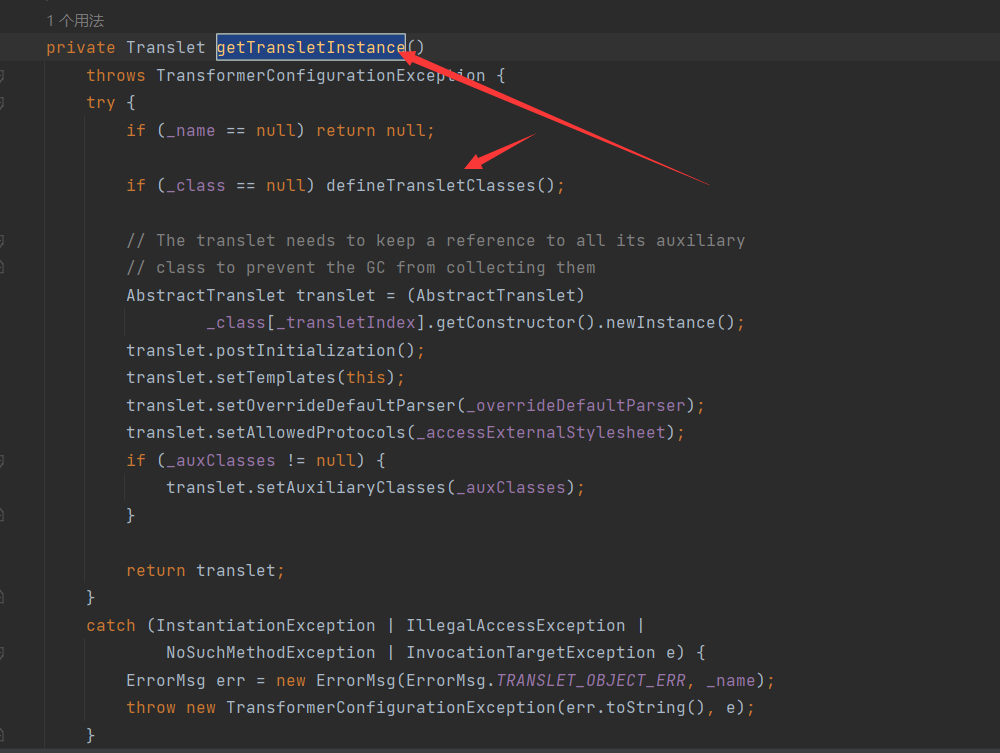 1 个用法
private Translet getTransletInstance()
throws TransformerConfigurationException {
try {
if (_name == null) return null;
if (_class == null) defineTransletClasses();
// The translet needs to keep a reference to all its auxiliary
// class to prevent the GC from collecting them
AbstractTranslet translet = (AbstractTranslet)
_class[_transletIndex].getConstructor().newInstance();
translet.postInitialization();
translet.setTemplates(this);
translet.setOverrideDefaultParser(_overrideDefaultParser);
translet.setAllowedProtocols(_accessExternalStylesheet);
if (_auxClasses != null) {
translet.setAuxiliaryClasses(_auxClasses);
}
return translet;
}
catch (InstantiationException | IllegalAccessException |
NoSuchMethodException | InvocationTargetException e) {
ErrorMsg err = new ErrorMsg(ErrorMsg.TRANSLET_OBJECT_ERR, _name);
throw new TransformerConfigurationException(err.toString(), e);
}